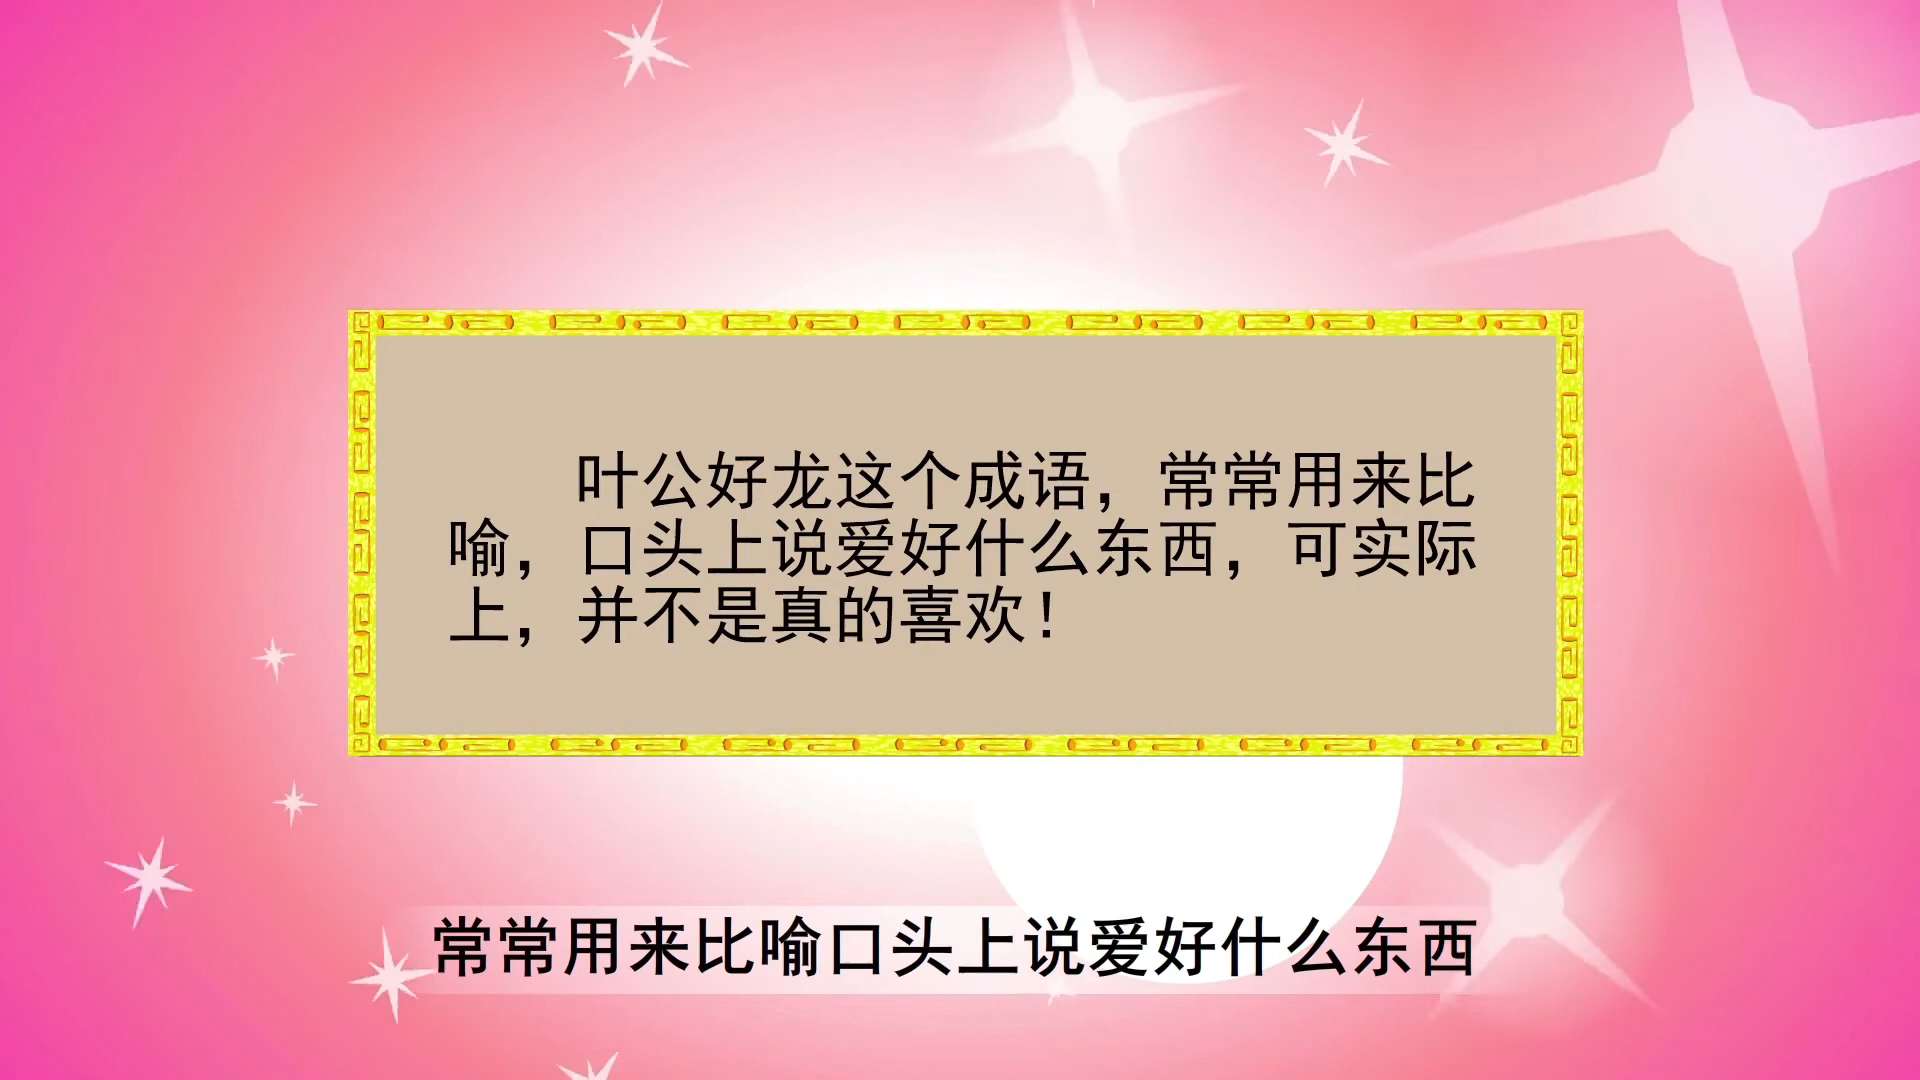 叶公好龙这个成语，常常用来比
喻，口头上说爱好什么东西，可实际
上，并不是真的喜欢！
常常用来比喻口头上说爱好什么东西